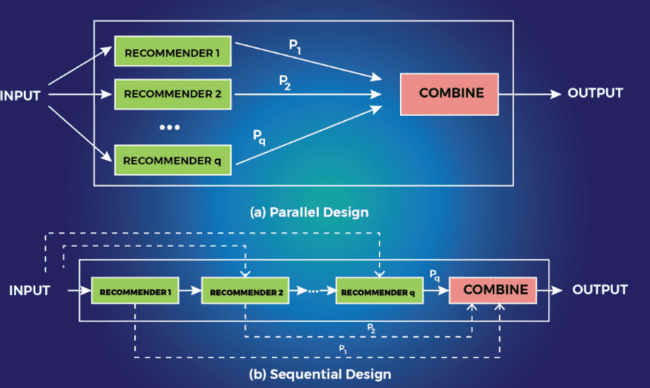 RECOMMENDER 1
P1
INPUT
RECOMMENDER 2
P2
COMBINE
OUTPUT
•••
RECOMMENDER q
Pq
(a) Parallel Design
INPUT
RECOMMENDER 1
RECOMMENDER 2
...
RECOMMENDER q
Pq
COMBINE
OUTPUT
P2
P1
(b) Sequential Design